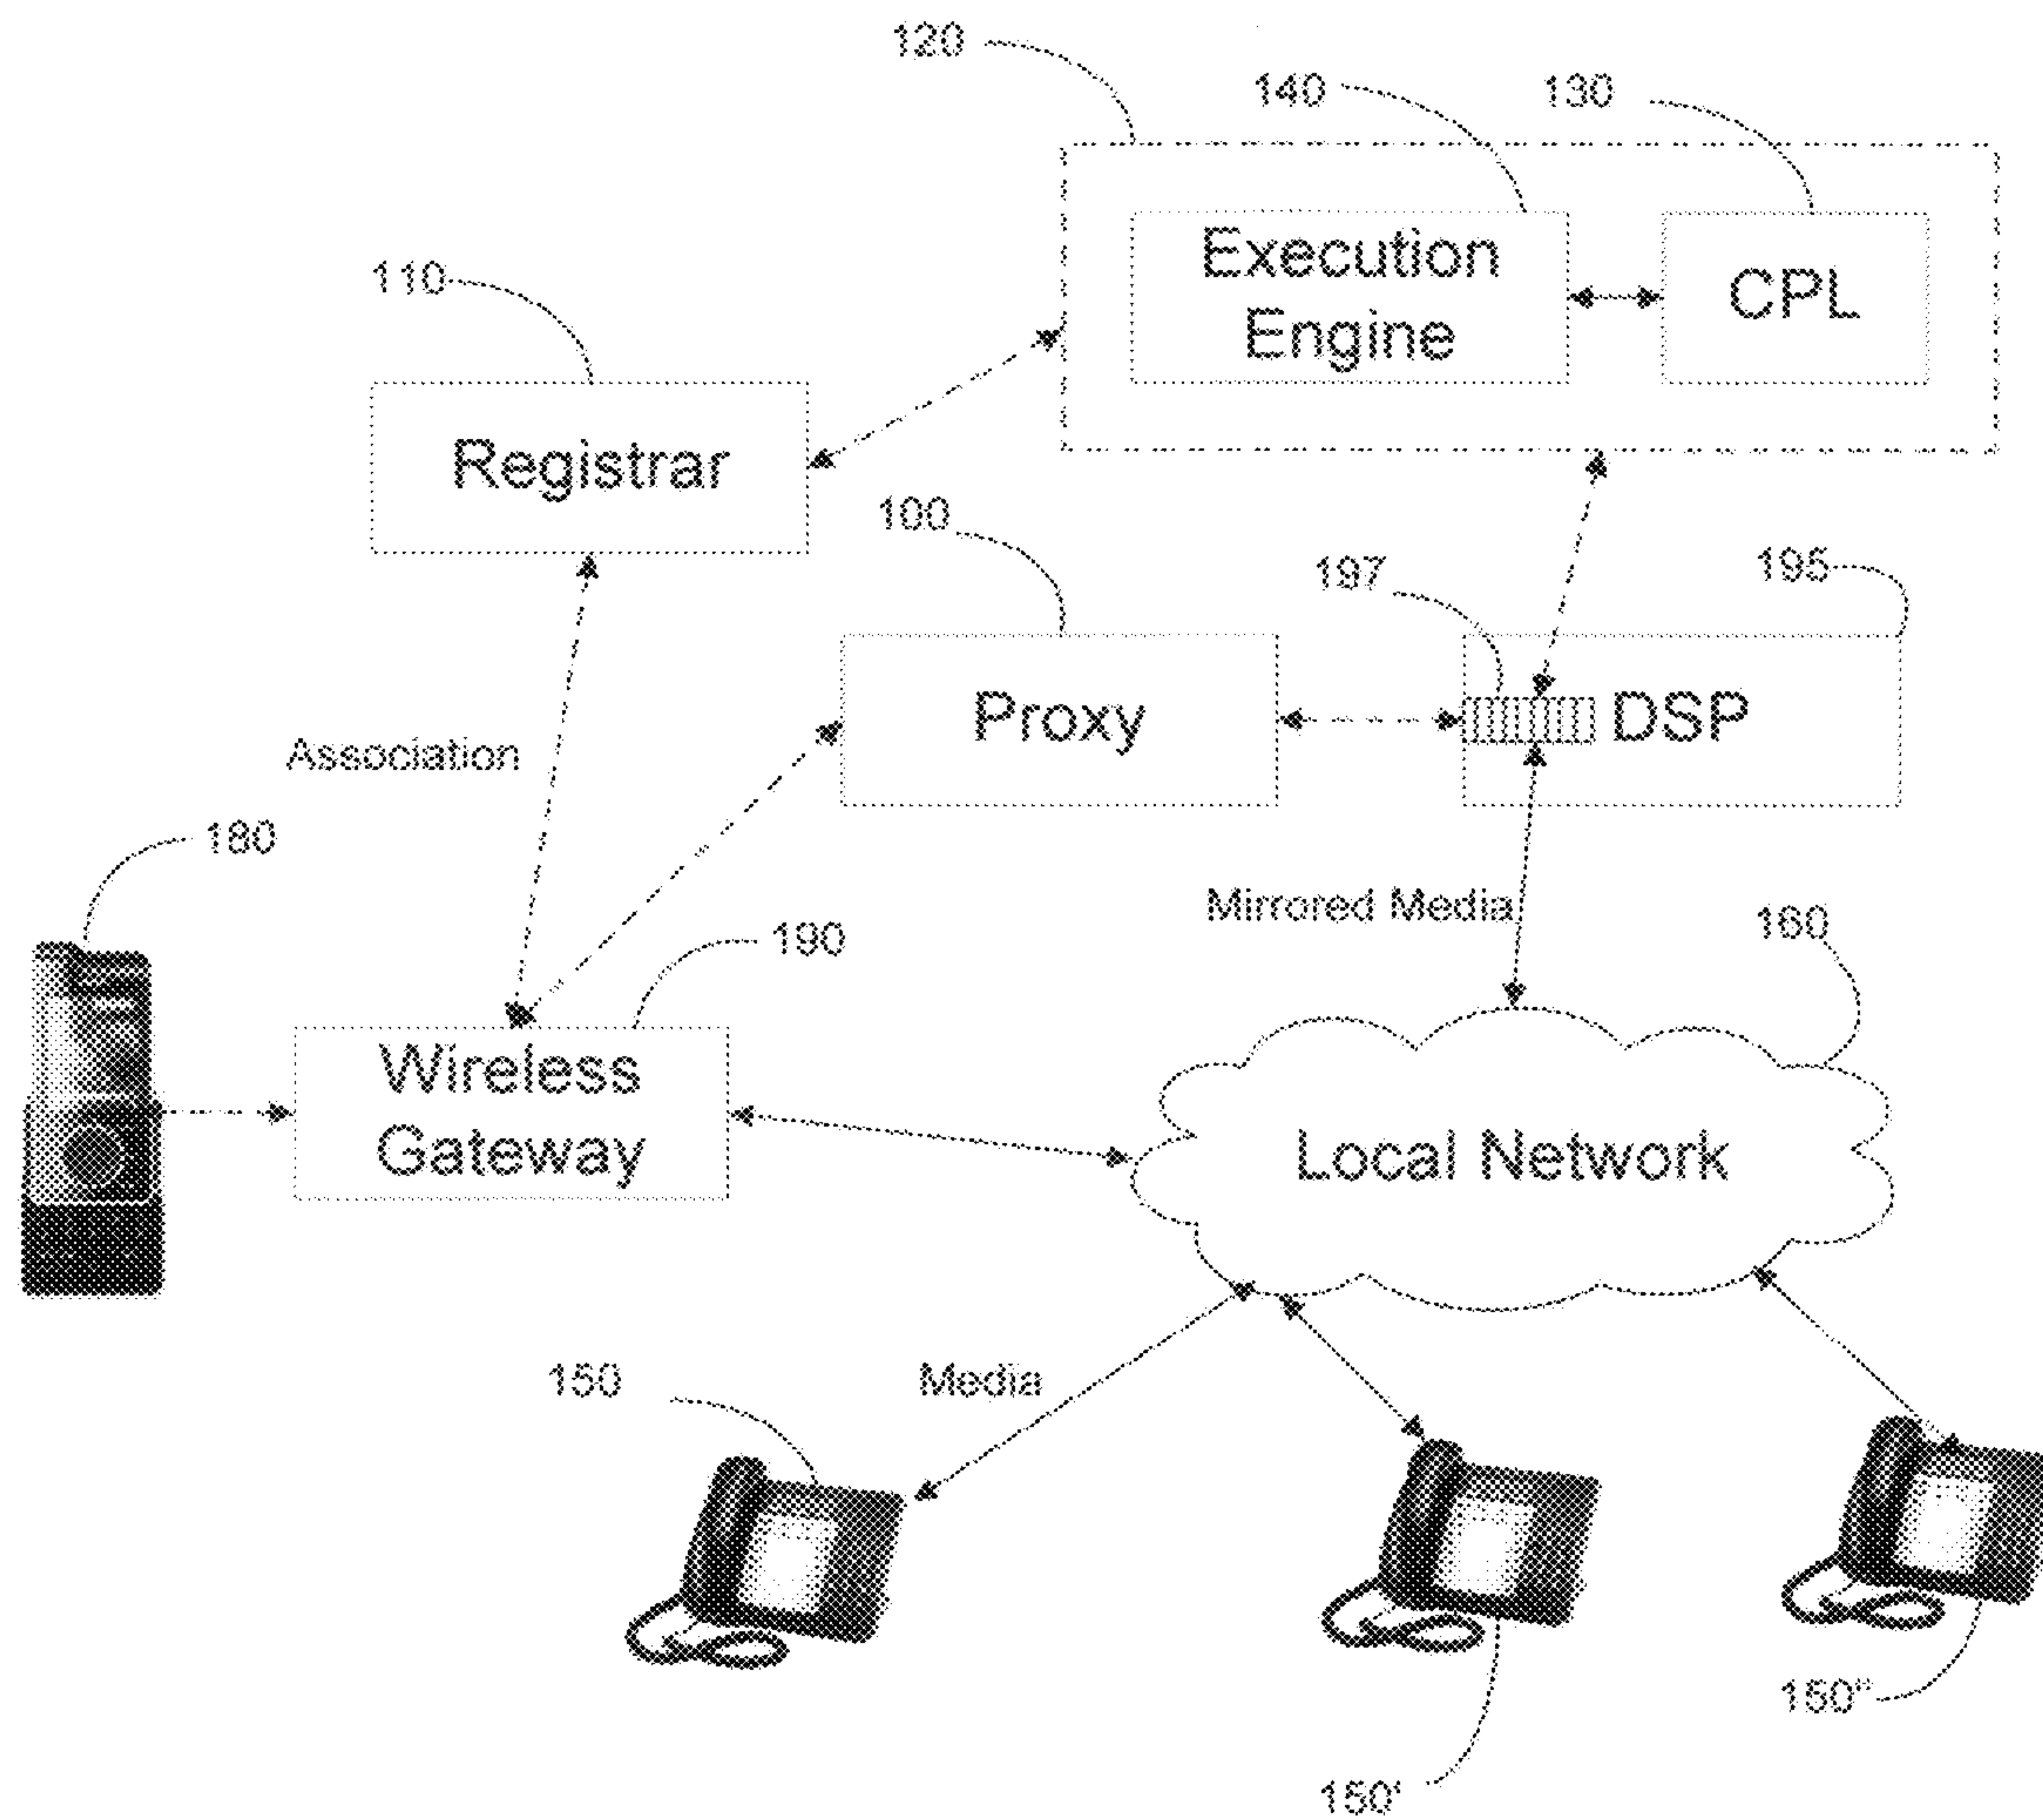 120
140
130
Execution
Engine
CPL
110
Registrar
100
197
195
Proxy
DSP
Association
180
Mirrored Media
160
190
Wireless
Gateway
Local Network
150
Media
150'
150"